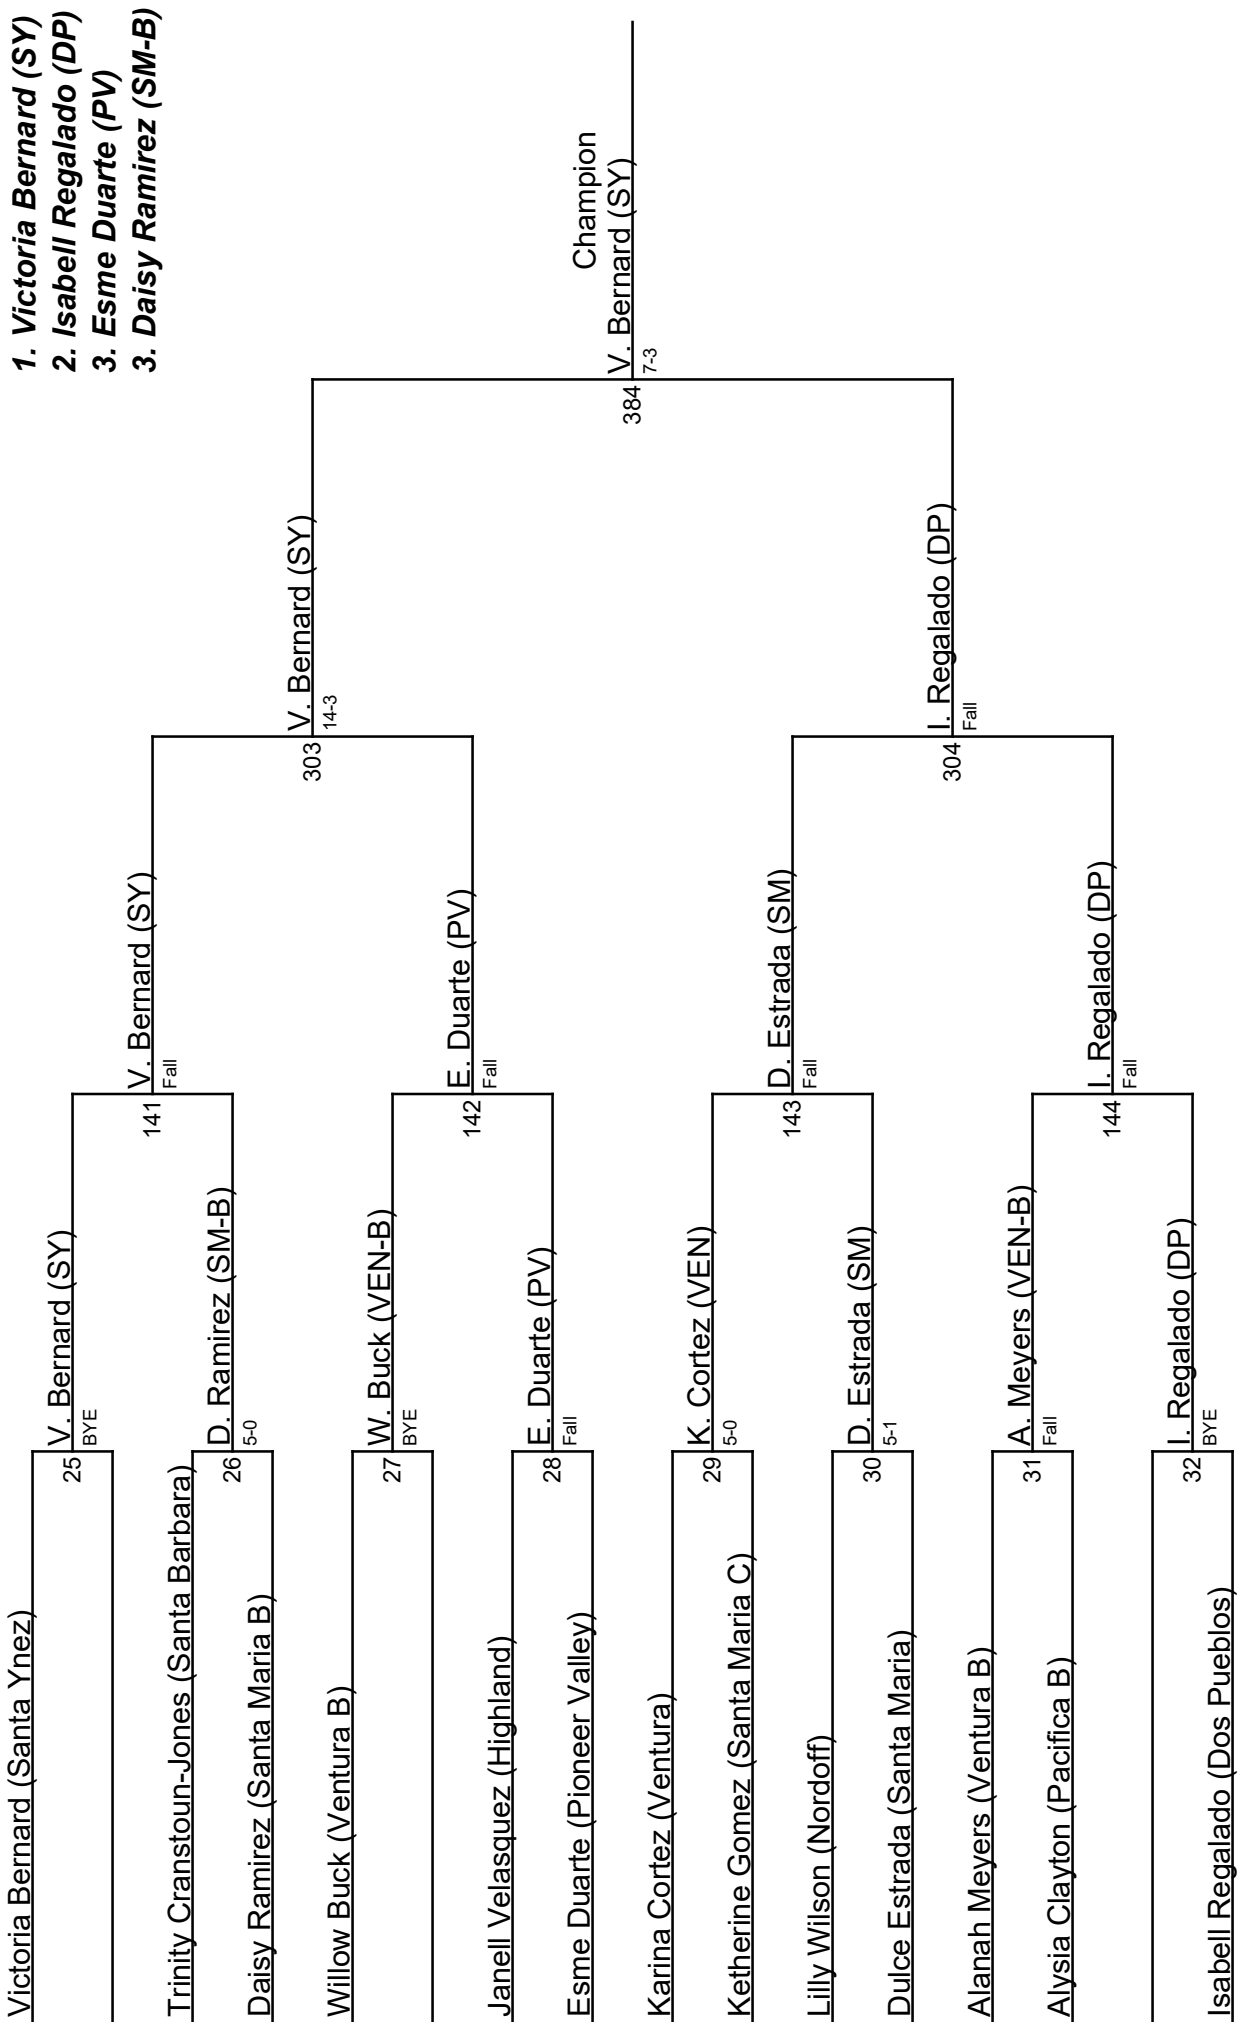 1. Victoria Bernard (SY)
2. Isabell Regalado (DP)
3. Esme Duarte (PV)
3. Daisy Ramirez (SM-B)
Victoria Bernard (Santa Ynez)
Trinity Cranstoun-Jones (Santa Barbara)
Daisy Ramirez (Santa Maria B)
Willow Buck (Ventura B)
Janell Velasquez (Highland)
Esme Duarte (Pioneer Valley)
Karina Cortez (Ventura)
Ketherine Gomez (Santa Maria C)
Lilly Wilson (Nordoff)
Dulce Estrada (Santa Maria)
Alanah Meyers (Ventura B)
Alysia Clayton (Pacifica B)
Isabell Regalado (Dos Pueblos)
25
V. Bernard (SY)
BYE
26
D. Ramirez (SM-B)
5-0
27
W. Buck (VEN-B)
BYE
28
E. Duarte (PV)
Fall
29
K. Cortez (VEN)
5-0
30
D. Estrada (SM)
5-1
31
A. Meyers (VEN-B)
Fall
32
I. Regalado (DP)
BYE
141
V. Bernard (SY)
Fall
142
E. Duarte (PV)
Fall
143
D. Estrada (SM)
Fall
144
I. Regalado (DP)
Fall
303
V. Bernard (SY)
14-3
304
I. Regalado (DP)
Fall
384
Champion
V. Bernard (SY)
7-3